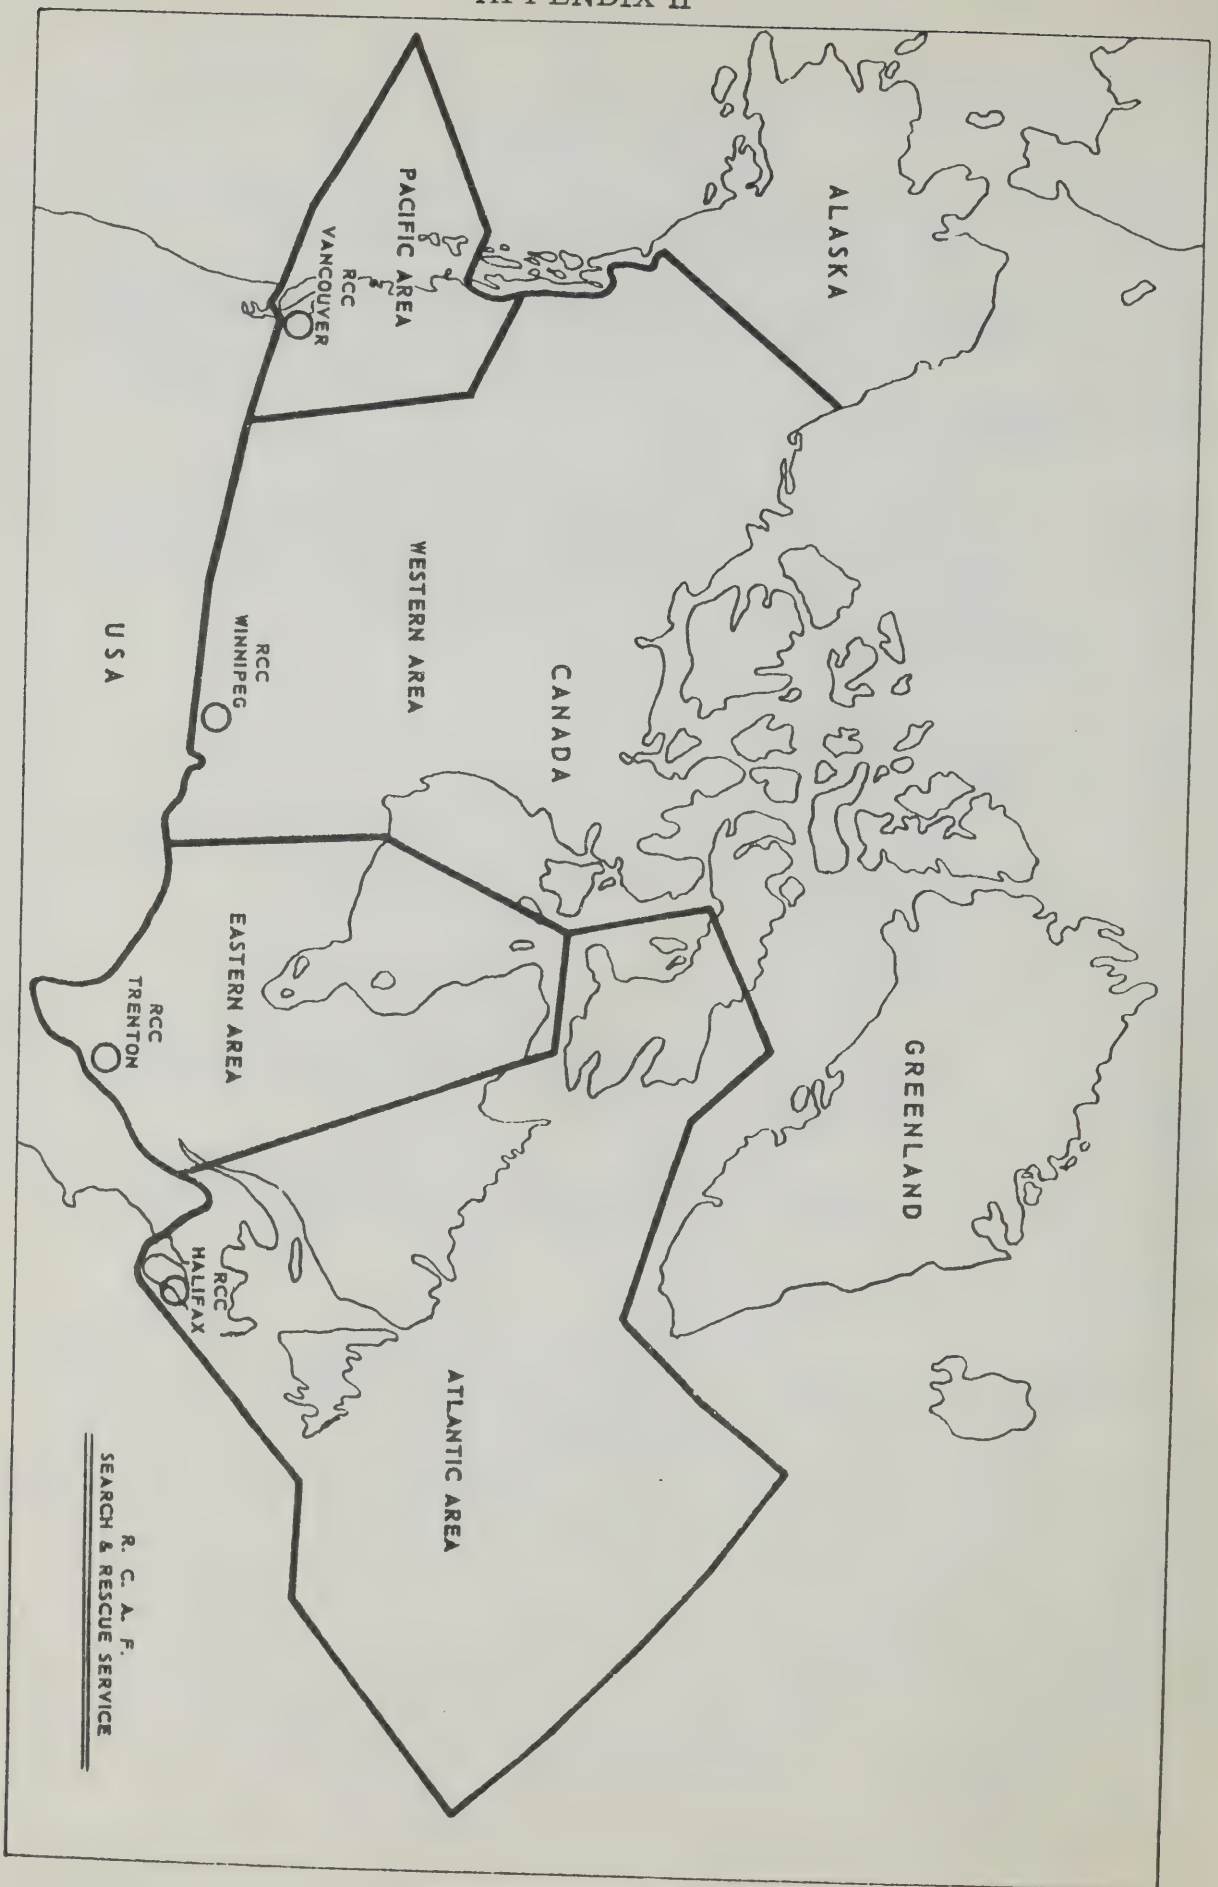 APPENDIX II
ALASKA
PACIFIC AREA
RCC
VANCOUVER
WESTERN AREA
CANADA
RCC
WINNIPEG
USA
EASTERN AREA
RCC
TRENTON
GREENLAND
RCC
HALIFAX
ATLANTIC AREA
R. C. A. F.
SEARCH & RESCUE SERVICE